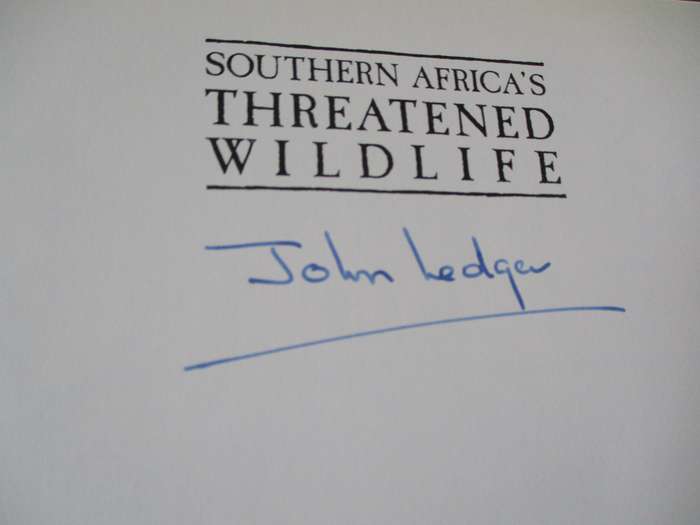 SOUTHERN AFRICA'S
THREATENED
WILDLIFE
John Ledger